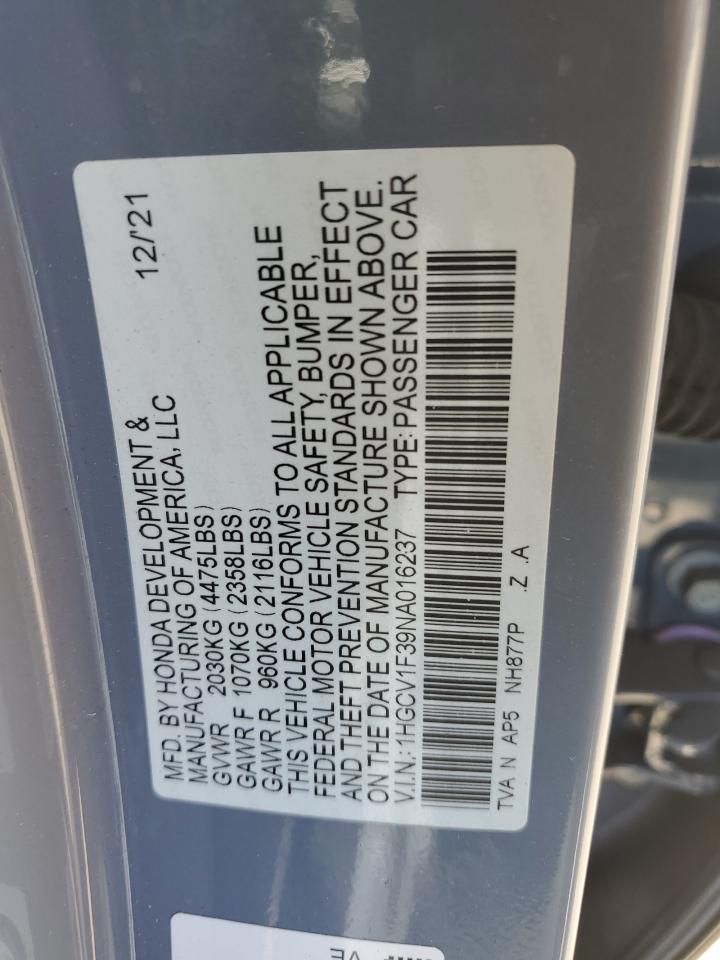 MFD. BY HONDA DEVELOPMENT & 12/'21
MANUFACTURING OF AMERICA, LLC
GVWR 2030KG (4475LBS)
GAWR F 1070KG (2358LBS)
GAWR R 960KG (2116LBS)
THIS VEHICLE CONFORMS TO ALL APPLICABLE
FEDERAL MOTOR VEHICLE SAFETY, BUMPER,
AND THEFT PREVENTION STANDARDS IN EFFECT
ON THE DATE OF MANUFACTURE SHOWN ABOVE.
V.I.N.: 1HGCV1F39NA016237 TYPE: PASSENGER CAR
TVA N AP5 NH877P .Z .A